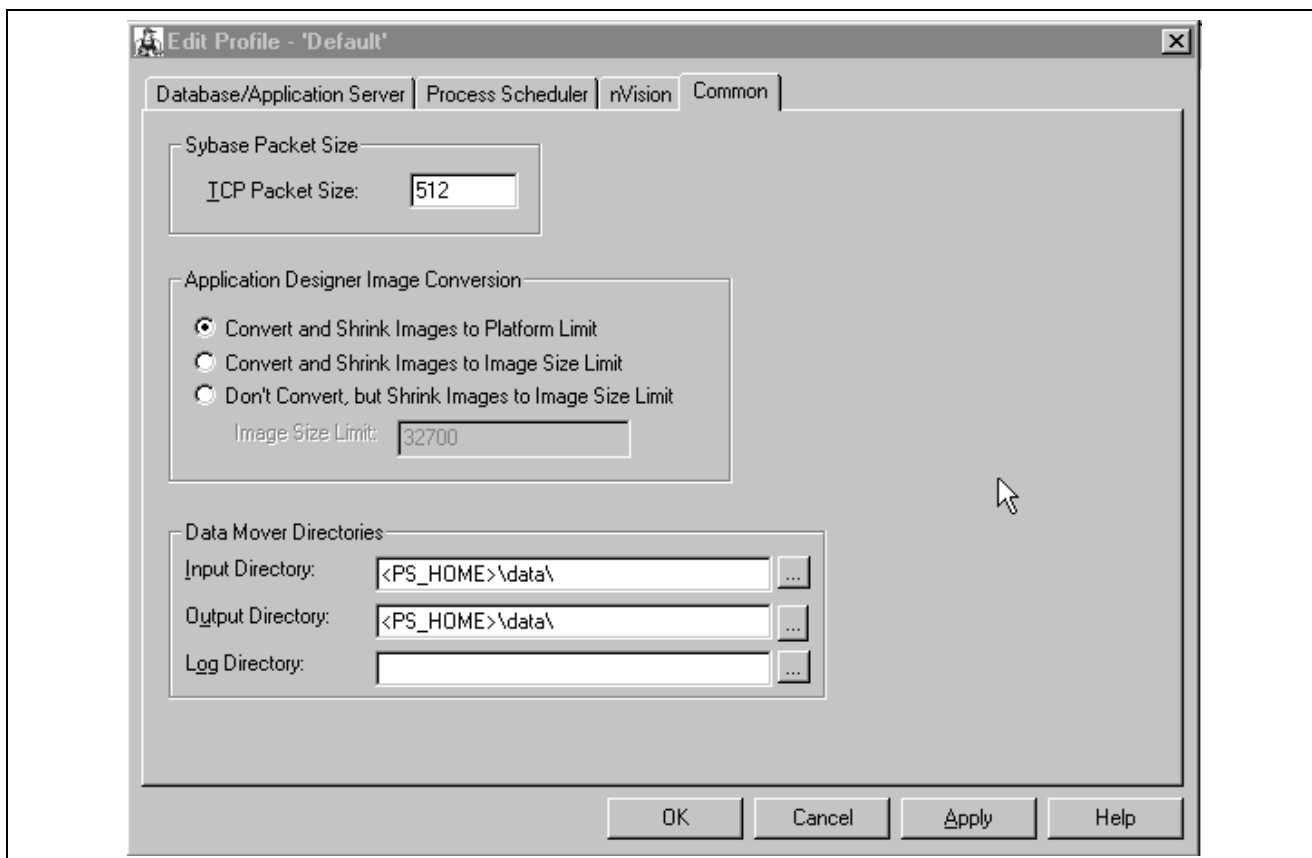 Edit Profile - 'Default'
Database/Application Server Process Scheduler nVision Common
Sybase Packet Size
TCP Packet Size: 512
Application Designer Image Conversion
Convert and Shrink Images to Platform Limit
Convert and Shrink Images to Image Size Limit
Don't Convert, but Shrink Images to Image Size Limit
Image Size Limit: 32700
Data Mover Directories
Input Directory: <PS_HOME>\data\ ...
Output Directory: <PS_HOME>\data\ ...
Log Directory: ...
OK Cancel Apply Help